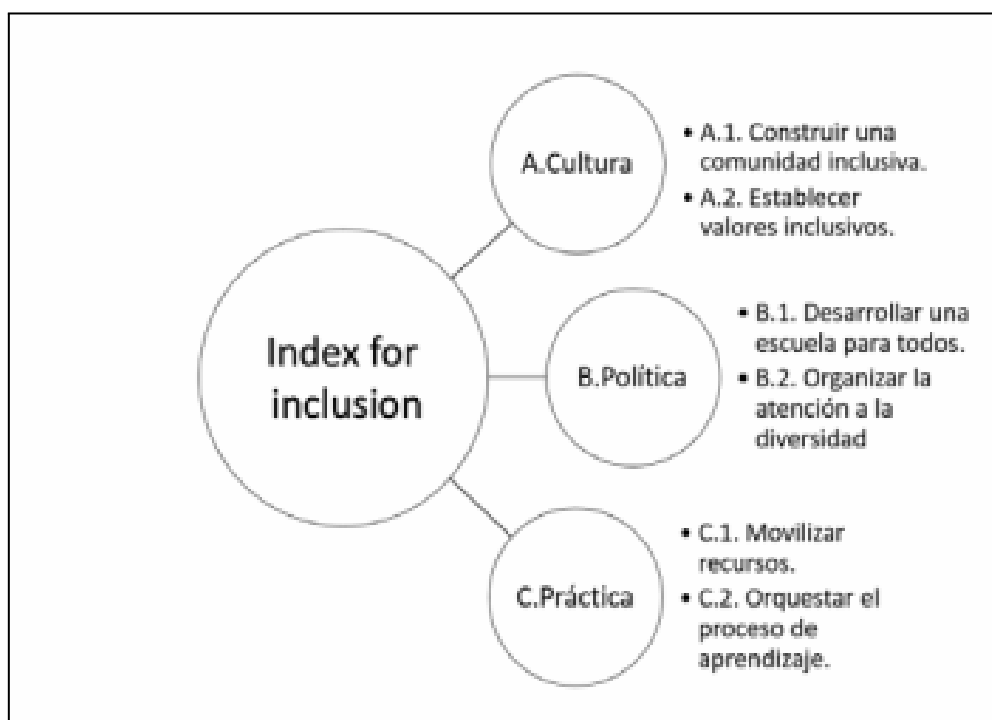 Index for
inclusion
A.Cultura
• A.1. Construir una
comunidad inclusiva.
• A.2. Establecer
valores inclusivos.
B.Política
• B.1. Desarrollar una
escuela para todos.
• B.2. Organizar la
atención a la
diversidad
C.Práctica
• C.1. Movilizar
recursos.
• C.2. Orquestar el
proceso de
aprendizaje.